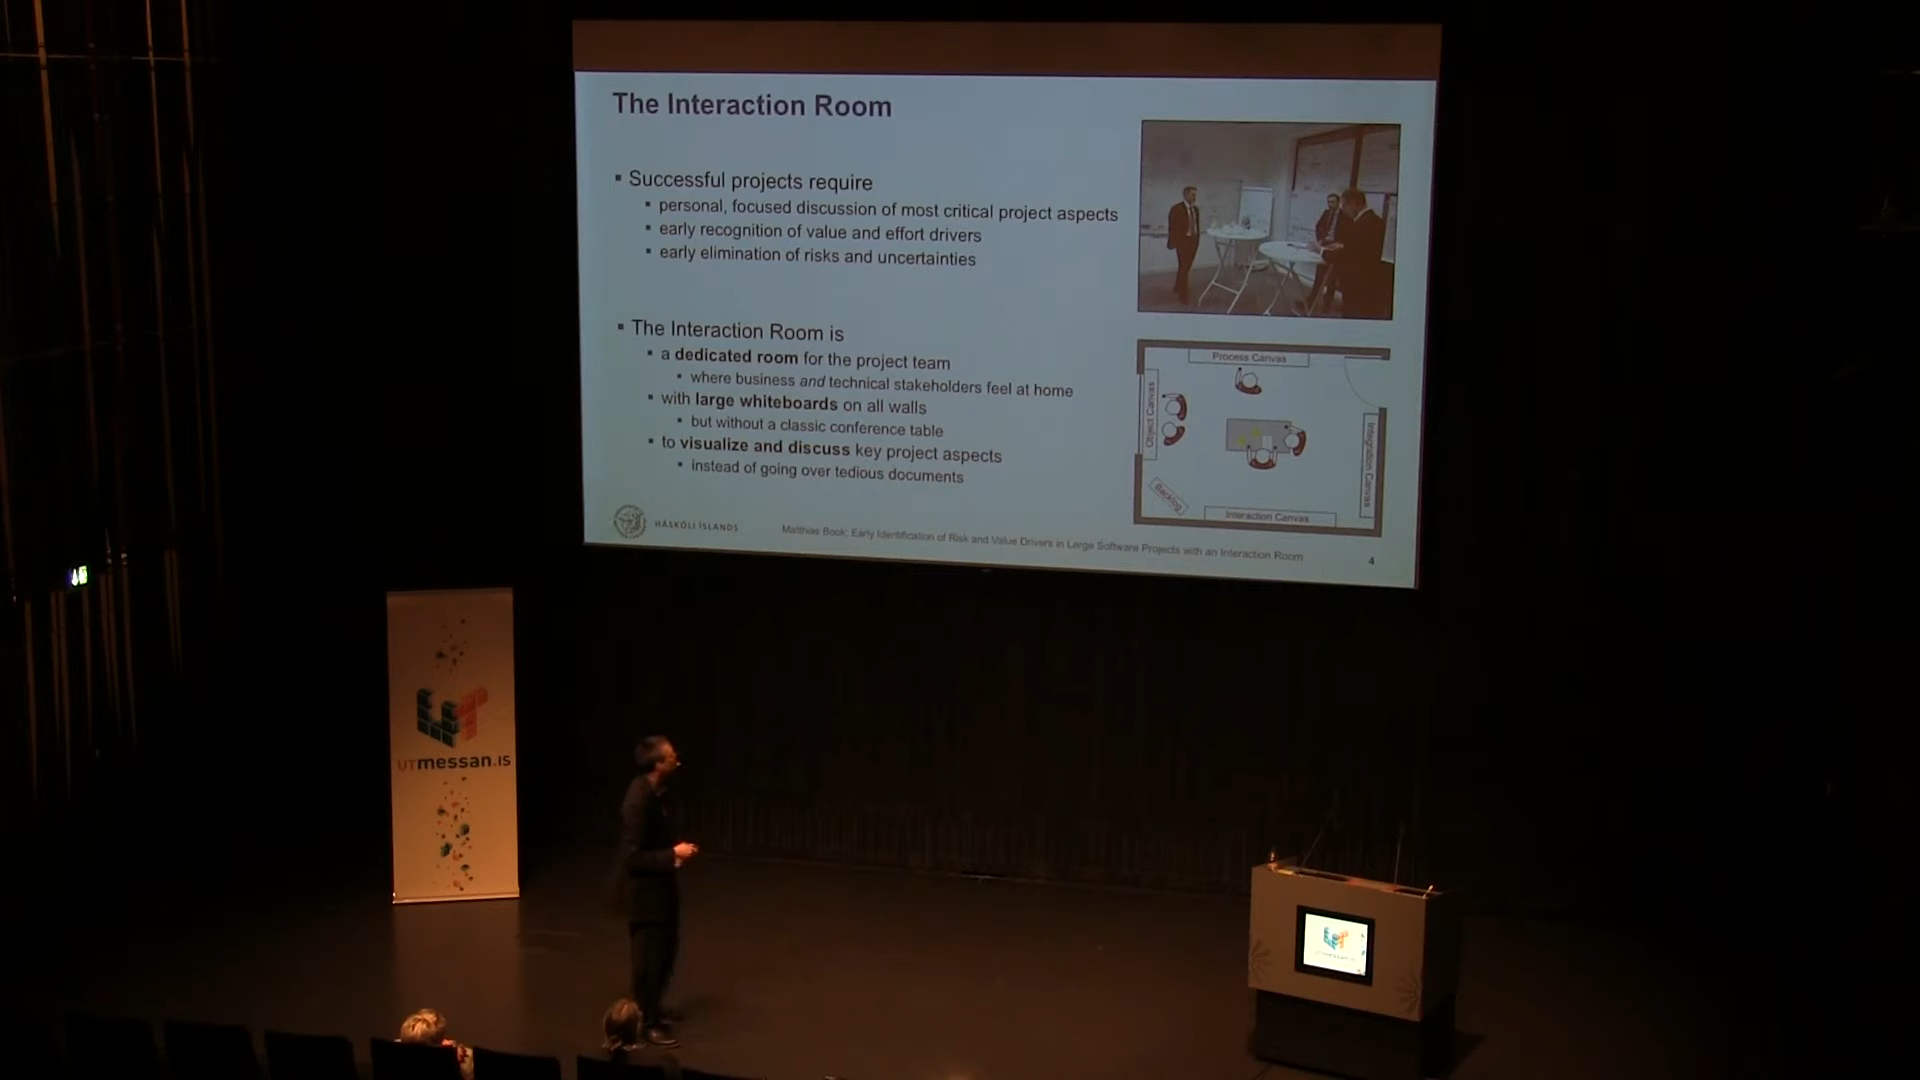 The Interaction Room
▪ Successful projects require
▪ personal, focused discussion of most critical project aspects
▪ early recognition of value and effort drivers
▪ early elimination of risks and uncertainties
▪ The Interaction Room is
▪ a dedicated room for the project team
▪ where business and technical stakeholders feel at home
▪ with large whiteboards on all walls
▪ but without a classic conference table
▪ to visualize and discuss key project aspects
▪ instead of going over tedious documents
Process Canvas
Object Canvas
Integration Canvas
Backlog
Interaction Canvas
HÁSKÓLI ÍSLANDS
Matthias Book: Early Identification of Risk and Value Drivers in Large Software Projects with an Interaction Room
4
UT
UTmessan.is